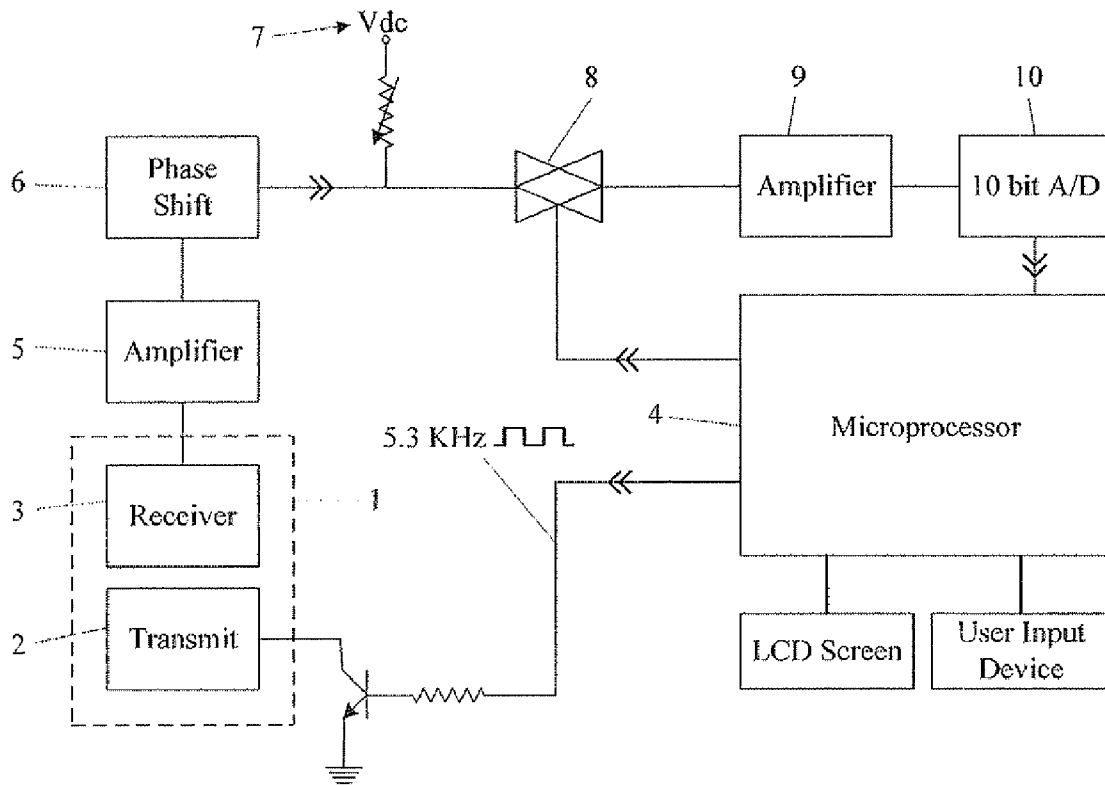 7
Vdc
8
9
10
6
Phase
Shift
Amplifier
10 bit A/D
5
Amplifier
4
Microprocessor
5.3 KHz
3
Receiver
1
2
Transmit
LCD Screen
User Input
Device